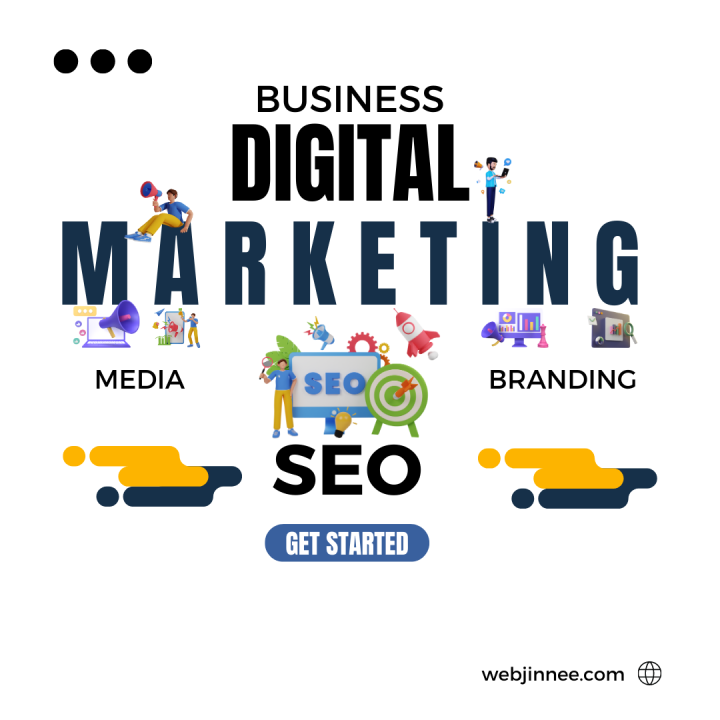 BUSINESS
DIGITAL
MARKETING
MEDIA
BRANDING
SEO
SEO
GET STARTED
webjinnee.com